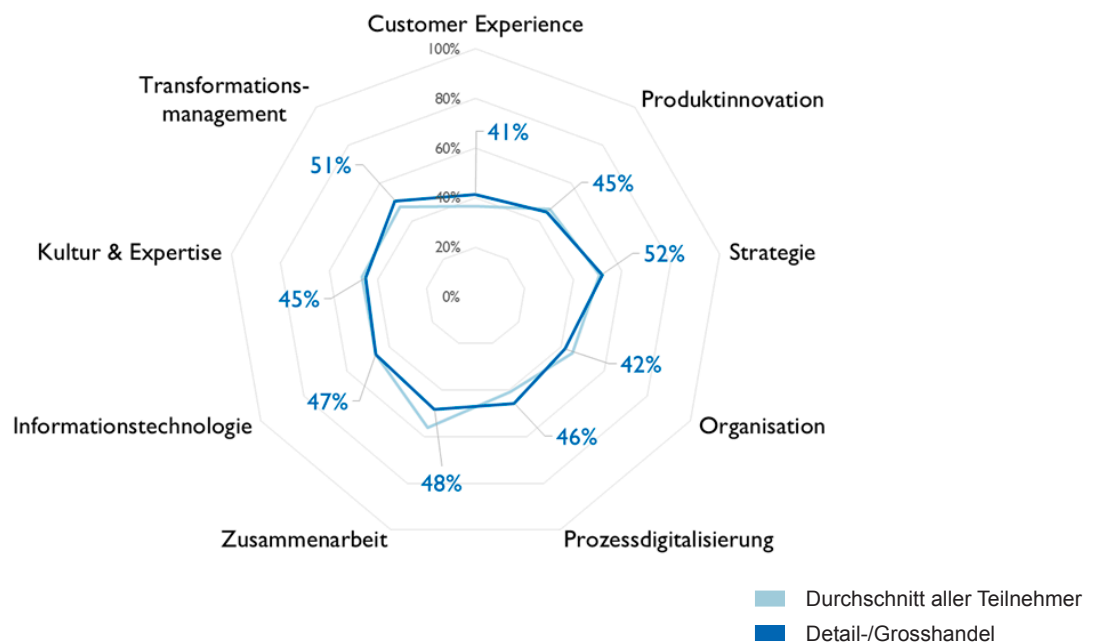 Customer Experience
100%
Transformations-
management
80%
Produktinnovation
41%
60%
51%
45%
40%
Kultur & Expertise
20%
52%
Strategie
45%
0%
42%
47%
Informationstechnologie
46%
Organisation
48%
Zusammenarbeit
Prozessdigitalisierung
Durchschnitt aller Teilnehmer
Detail-/Grosshandel